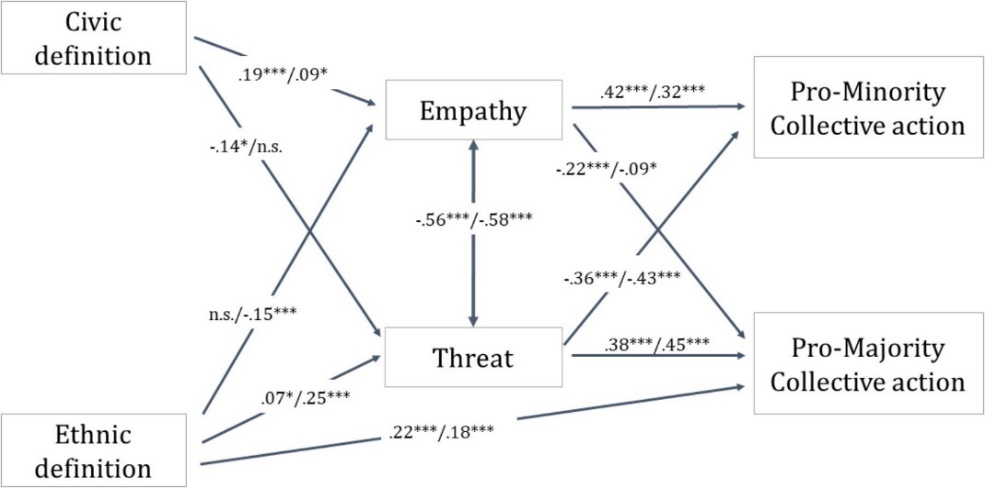 Civic
definition
.19***/.09*
-.14*/n.s.
Empathy
.42***/.32***
Pro-Minority
Collective action
-.22***/-.09*
-.56***/-.58***
-.36***/-.43***
n.s./-.15***
Threat
.38***/.45***
Pro-Majority
Collective action
.07*/.25***
Ethnic
definition
.22***/.18***